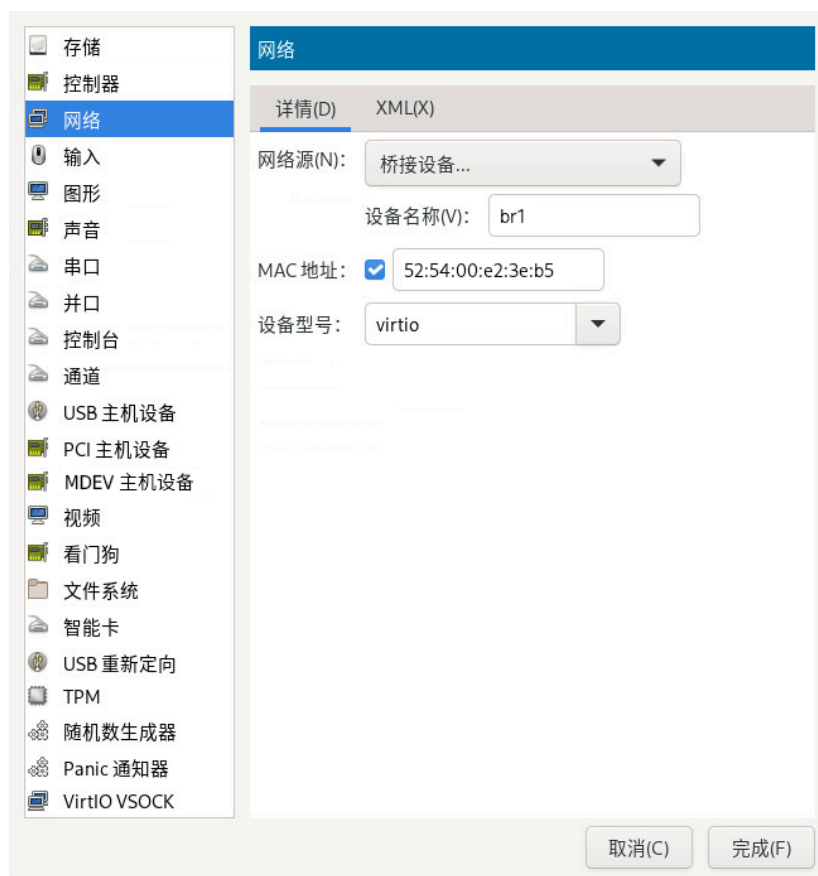 存储
控制器
网络
输入
图形
声音
串口
并口
控制台
通道
USB 主机设备
PCI 主机设备
MDEV 主机设备
视频
看门狗
文件系统
智能卡
USB 重新定向
TPM
随机数生成器
Panic 通知器
VirtIO VSOCK
网络
详情(D) XML(X)
网络源(N): 桥接设备...
设备名称(V): br1
MAC 地址: 52:54:00:e2:3e:b5
设备型号: virtio
取消(C) 完成(F)